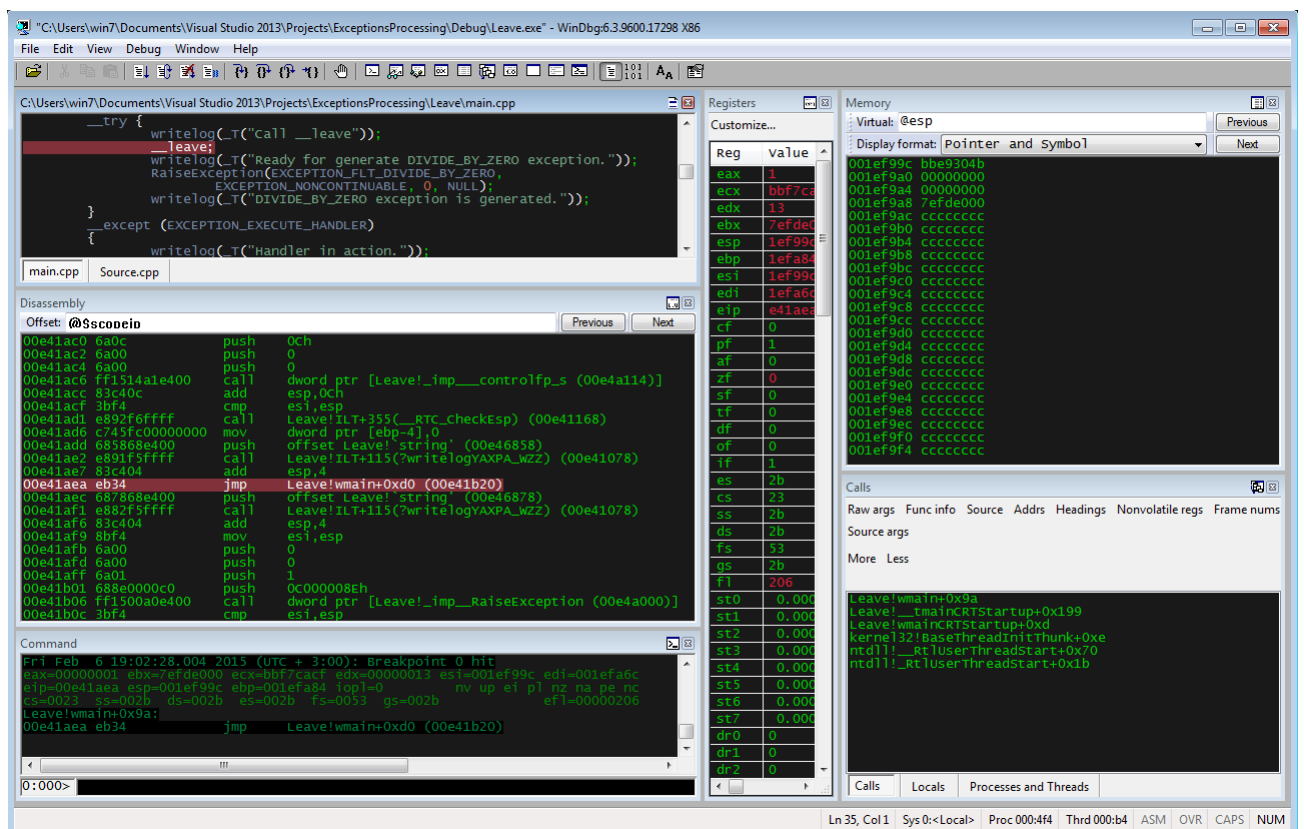 "C:\Users\win7\Documents\Visual Studio 2013\Projects\ExceptionsProcessing\Debug\Leave.exe" - WinDbg:6.3.9600.17298 X86
File Edit View Debug Window Help
C:\Users\win7\Documents\Visual Studio 2013\Projects\ExceptionsProcessing\Leave\main.cpp
__try {
writelog(_T("Call __leave"));
__leave;
writelog(_T("Ready for generate DIVIDE_BY_ZERO exception."));
RaiseException(EXCEPTION_FLT_DIVIDE_BY_ZERO,
EXCEPTION_NONCONTINUABLE, 0, NULL);
writelog(_T("DIVIDE_BY_ZERO exception is generated."));
}
__except (EXCEPTION_EXECUTE_HANDLER)
{
writelog(_T("Handler in action."));
main.cpp Source.cpp
Disassembly
Offset: @$scopeip Previous Next
00e41ac0 6a0c push 0Ch
00e41ac2 6a00 push 0
00e41ac4 6a00 push 0
00e41ac6 ff1514a1e400 call dword ptr [Leave!_imp___controlfp_s (00e4a114)]
00e41acc 83c40c add esp,0Ch
00e41acf 3bf4 cmp esi,esp
00e41ad1 e892f6ffff call Leave!ILT+355(__RTC_CheckEsp) (00e41168)
00e41ad6 c745fc00000000 mov dword ptr [ebp-4],0
00e41add 685868e400 push offset Leave!`string' (00e46858)
00e41ae2 e891f5ffff call Leave!ILT+115(?writelogYAXPA_WZZ) (00e41078)
00e41ae7 83c404 add esp,4
00e41aea eb34 jmp Leave!wmain+0xd0 (00e41b20)
00e41aec 687868e400 push offset Leave!`string' (00e46878)
00e41af1 e882f5ffff call Leave!ILT+115(?writelogYAXPA_WZZ) (00e41078)
00e41af6 83c404 add esp,4
00e41af9 8bf4 mov esi,esp
00e41afb 6a00 push 0
00e41afd 6a00 push 0
00e41aff 6a01 push 1
00e41b01 688e0000c0 push 0C000008Eh
00e41b06 ff1500a0e400 call dword ptr [Leave!_imp__RaiseException (00e4a000)]
00e41b0c 3bf4 cmp esi,esp
Command
Fri Feb 6 19:02:28.004 2015 (UTC + 3:00): Breakpoint 0 hit
eax=00000001 ebx=7efde000 ecx=bbf7cacf edx=00000013 esi=001ef99c edi=001efa6c
eip=00e41aea esp=001ef99c ebp=001efa84 iopl=0 nv up ei pl nz na pe nc
cs=0023 ss=002b ds=002b es=002b fs=0053 gs=002b efl=00000206
Leave!wmain+0x9a:
00e41aea eb34 jmp Leave!wmain+0xd0 (00e41b20)
0:000>
Registers
Customize...
Reg Value
eax 1
ecx bbf7ca
edx 13
ebx 7efde0
esp 1ef99c
ebp 1efa84
esi 1ef99c
edi 1efa6c
eip e41aea
cf 0
pf 1
af 0
zf 0
sf 0
tf 0
df 0
of 0
if 1
es 2b
cs 23
ss 2b
ds 2b
fs 53
gs 2b
fl 206
st0 0.000
st1 0.000
st2 0.000
st3 0.000
st4 0.000
st5 0.000
st6 0.000
st7 0.000
dr0 0
dr1 0
dr2 0
Memory
Virtual: @esp Previous
Display format: Pointer and Symbol Next
001ef99c bbe9304b
001ef9a0 00000000
001ef9a4 00000000
001ef9a8 7efde000
001ef9ac cccccccc
001ef9b0 cccccccc
001ef9b4 cccccccc
001ef9b8 cccccccc
001ef9bc cccccccc
001ef9c0 cccccccc
001ef9c4 cccccccc
001ef9c8 cccccccc
001ef9cc cccccccc
001ef9d0 cccccccc
001ef9d4 cccccccc
001ef9d8 cccccccc
001ef9dc cccccccc
001ef9e0 cccccccc
001ef9e4 cccccccc
001ef9e8 cccccccc
001ef9ec cccccccc
001ef9f0 cccccccc
001ef9f4 cccccccc
Calls
Raw args Func info Source Addrs Headings Nonvolatile regs Frame nums
Source args
More Less
Leave!wmain+0x9a
Leave!__tmainCRTStartup+0x199
Leave!wmainCRTStartup+0xd
kernel32!BaseThreadInitThunk+0xe
ntdll!__RtlUserThreadStart+0x70
ntdll!_RtlUserThreadStart+0x1b
Calls Locals Processes and Threads
Ln 35, Col 1 Sys 0:<Local> Proc 000:4f4 Thrd 000:b4 ASM OVR CAPS NUM